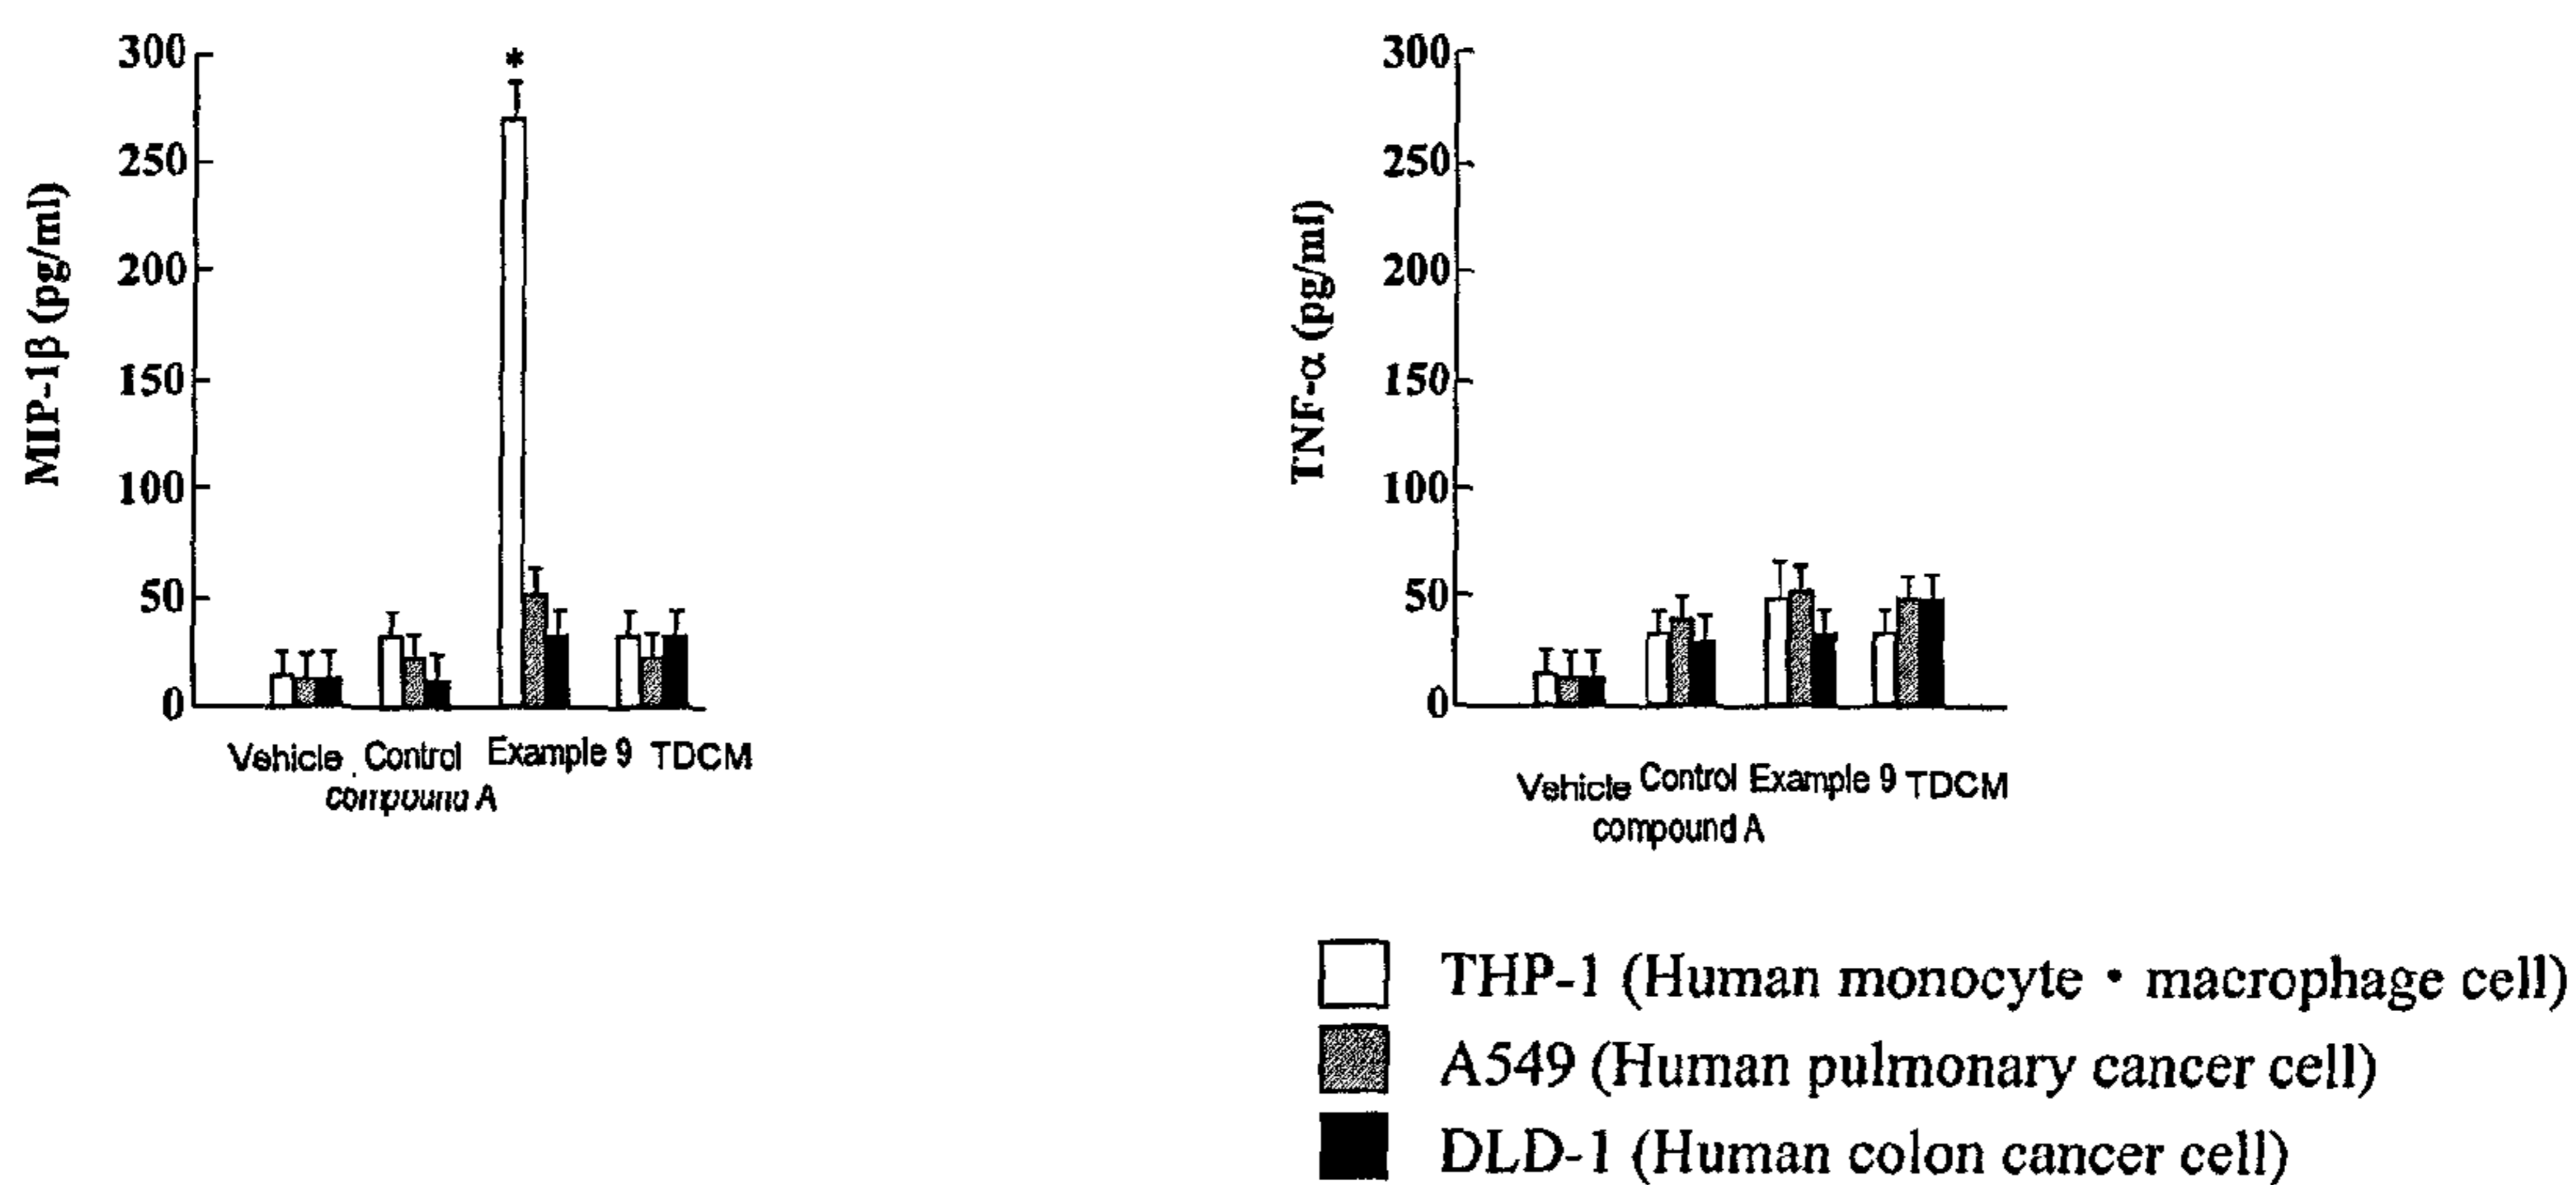 MIP-1β (pg/ml)
300
250
200
150
100
50
0
*
Vehicle Control Example 9 TDCM
compound A
TNF-α (pg/ml)
300
250
200
150
100
50
0
Vehicle Control Example 9 TDCM
compound A
THP-1 (Human monocyte・macrophage cell)
A549 (Human pulmonary cancer cell)
DLD-1 (Human colon cancer cell)